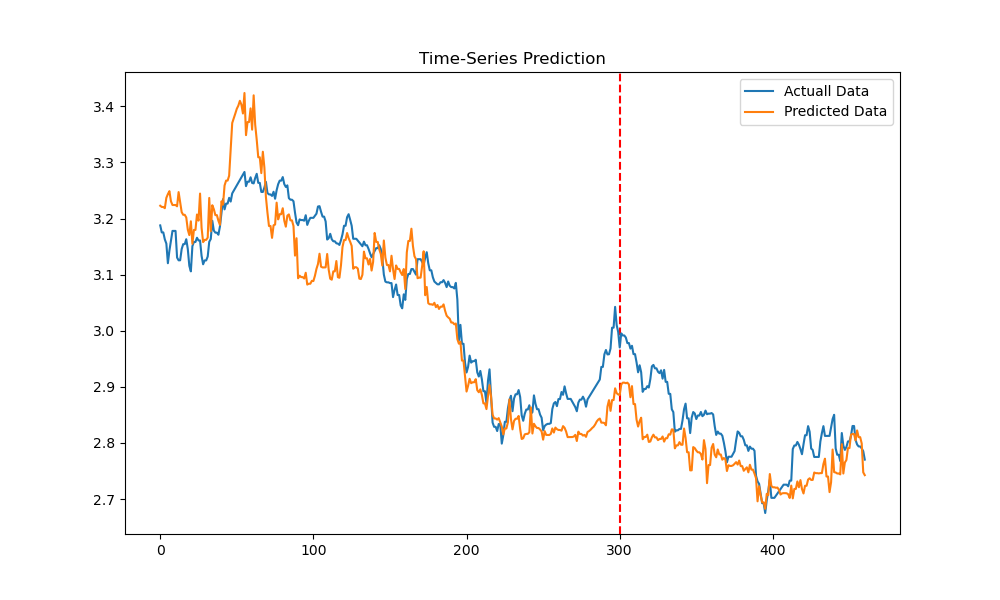 Time-Series Prediction
Actuall Data
Predicted Data
3.4
3.3
3.2
3.1
3.0
2.9
2.8
2.7
0 100 200 300 400